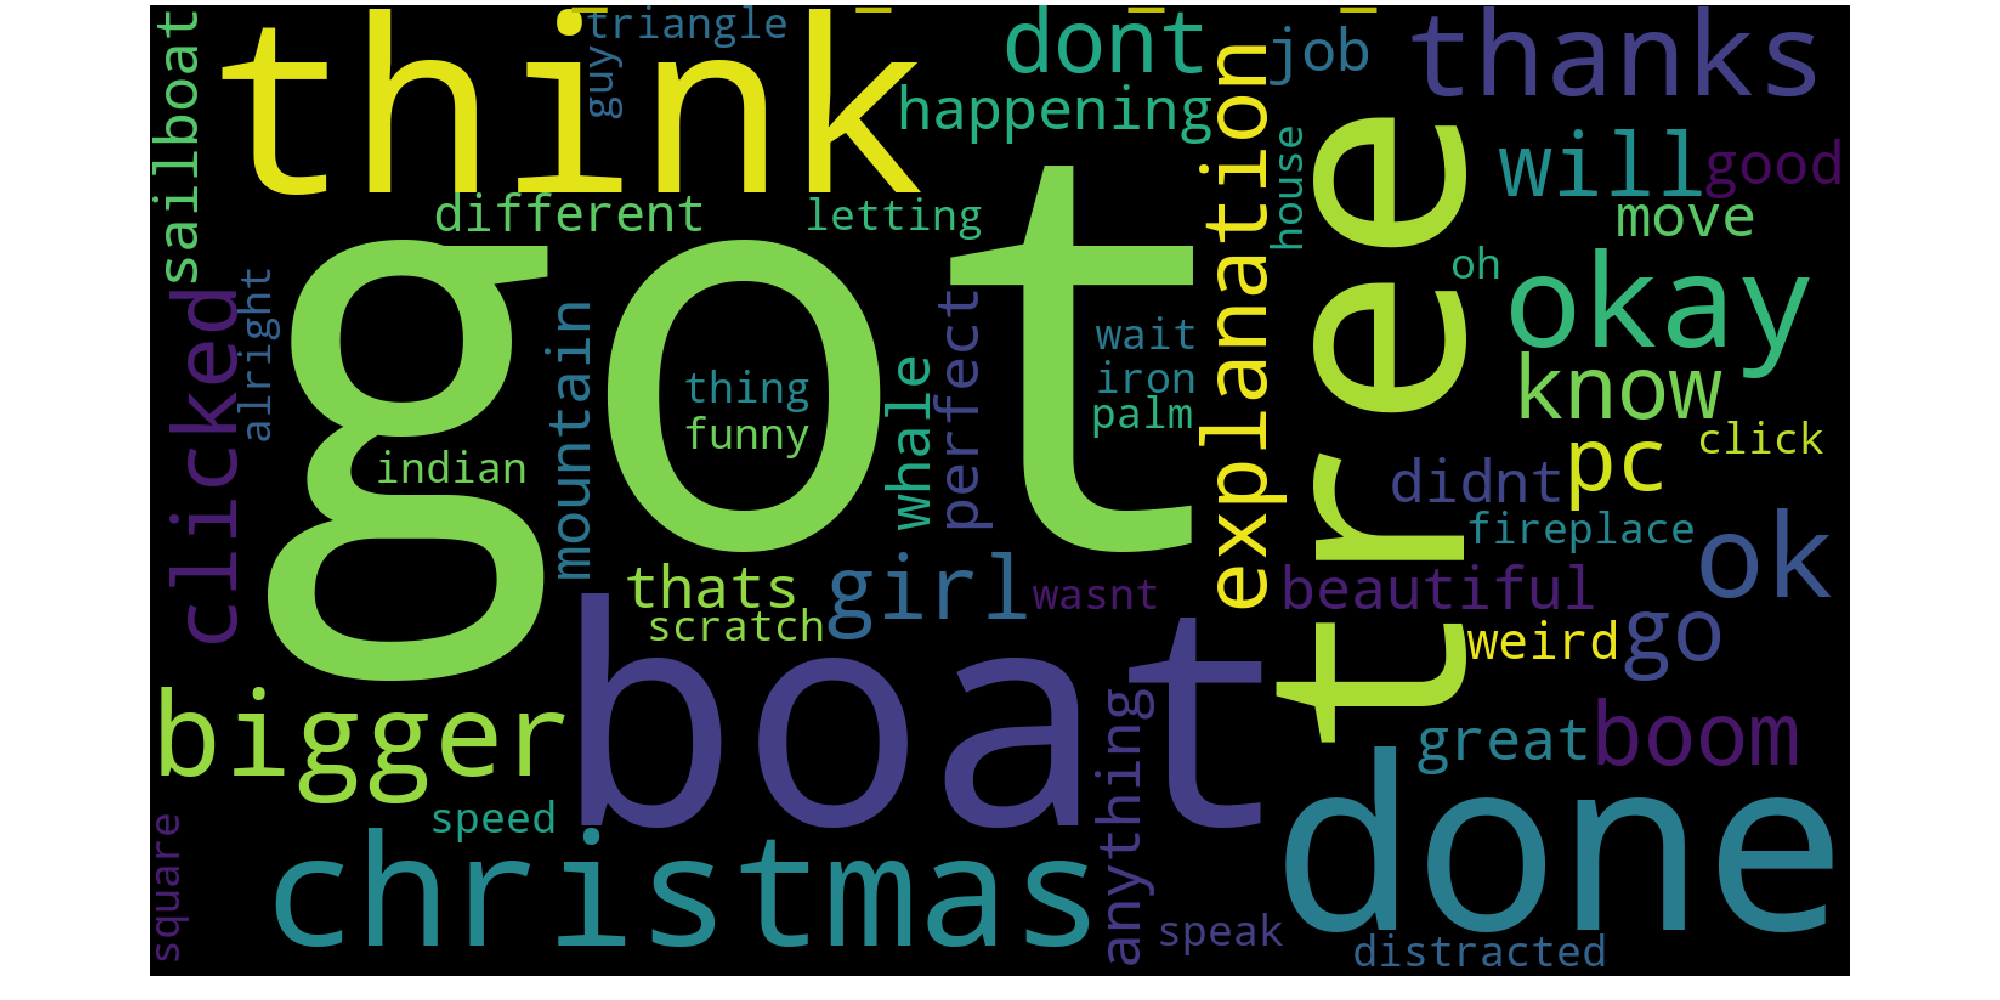 think
triangle
guy
dont
happening
explanation
job
thanks
sailboat
different
letting
house
tree
will
good
move
got
oh
okay
clicked
alright
mountain
thing
funny
indian
whale
perfect
wait
iron
palm
know
click
pc
didnt
fireplace
thats
scratch
girl
wasnt
beautiful
ok
weird
go
bigger
boat
anything
great
boom
speed
done
square
christmas
speak
distracted